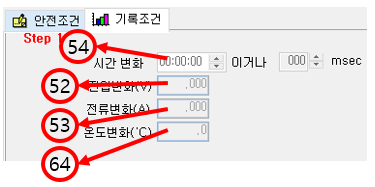 안전조건 기록조건
Step 1
54
시간 변화 00:00:00 이거나 000 msec
52
전압변화(V) .000
53
전류변화(A) .000
온도변화(℃) .0
64